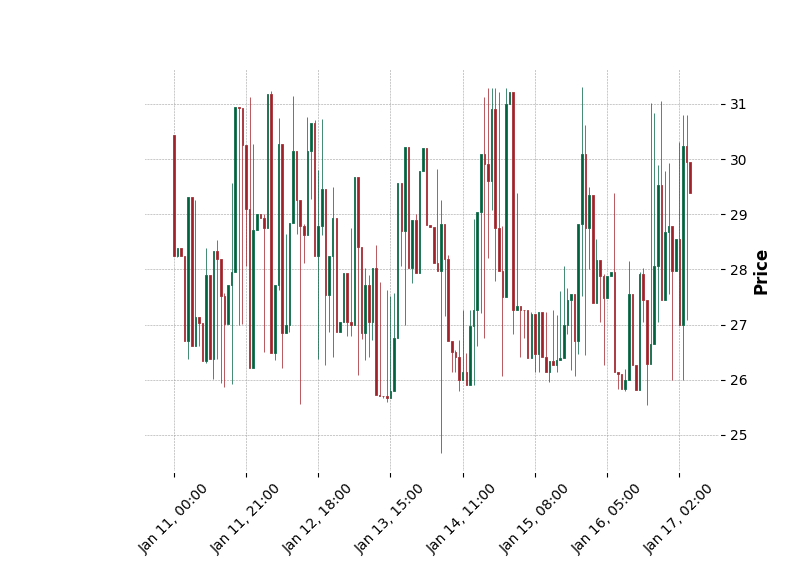 31
30
29
28
27
26
25
Price
Jan 11, 00:00
Jan 11, 21:00
Jan 12, 18:00
Jan 13, 15:00
Jan 14, 11:00
Jan 15, 08:00
Jan 16, 05:00
Jan 17, 02:00